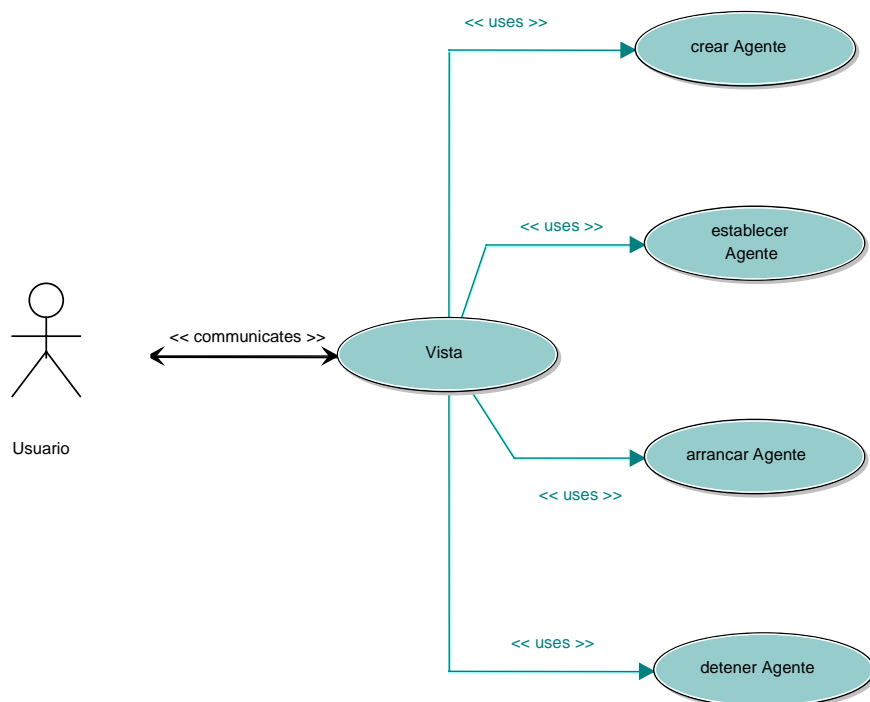 << uses >>
crear Agente
<< uses >>
establecer
Agente
<< communicates >>
Vista
Usuario
arrancar Agente
<< uses >>
<< uses >>
detener Agente